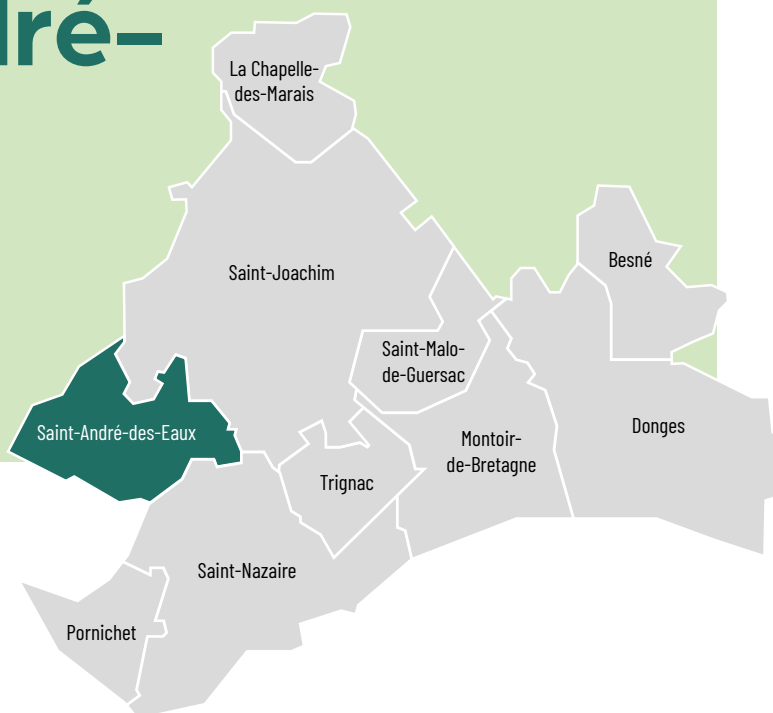 dré–
La Chapelle-
des-Marais
Saint-Joachim
Besné
Saint-Malo-
de-Guersac
Saint-André-des-Eaux
Donges
Montoir-
de-Bretagne
Trignac
Saint-Nazaire
Pornichet